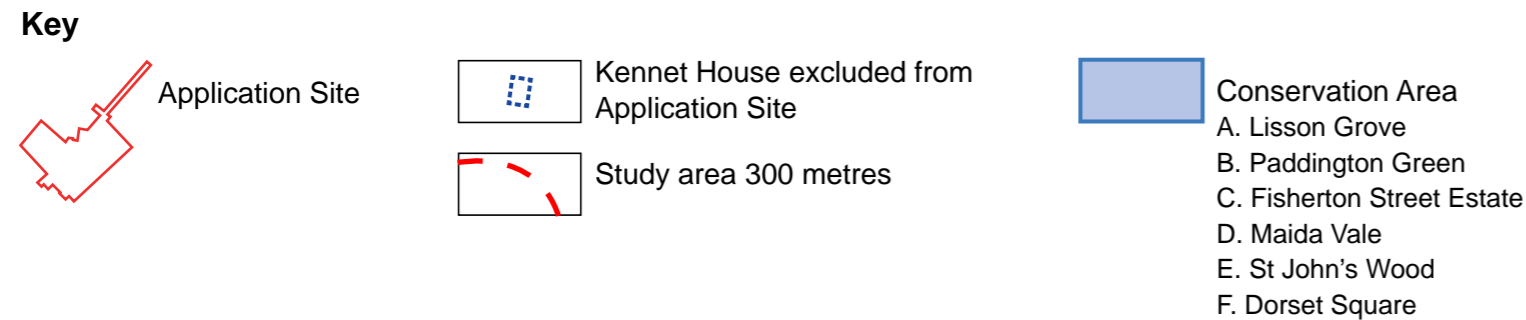 Key
Application Site
Kennet House excluded from
Application Site
Study area 300 metres
Conservation Area
A. Lisson Grove
B. Paddington Green
C. Fisherton Street Estate
D. Maida Vale
E. St John’s Wood
F. Dorset Square